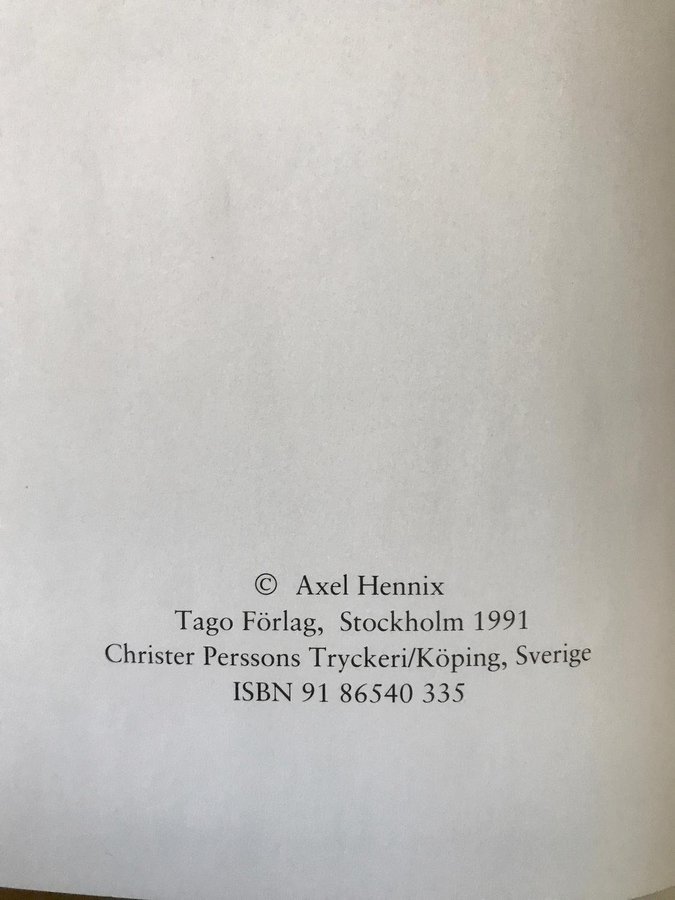 © Axel Hennix
Tago Förlag, Stockholm 1991
Christer Perssons Tryckeri/Köping, Sverige
ISBN 91 86540 335